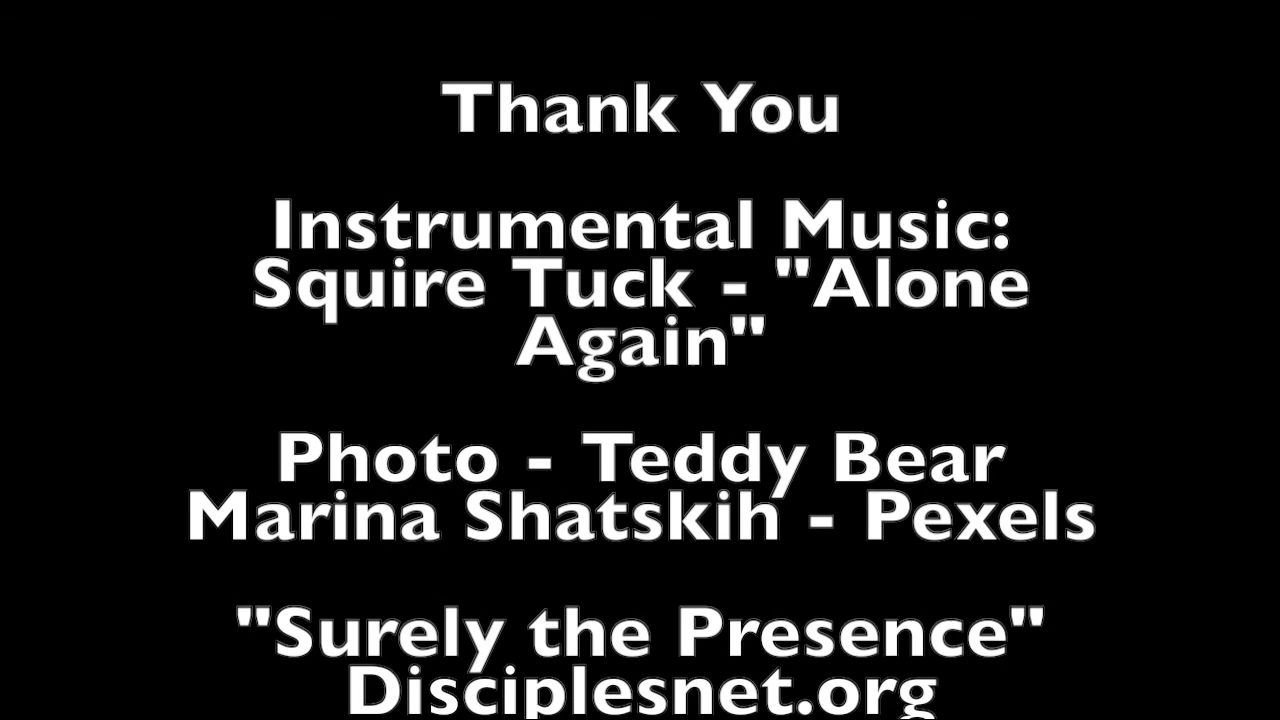 Thank You
Instrumental Music:
Squire Tuck - "Alone
Again"
Photo - Teddy Bear
Marina Shatskih - Pexels
"Surely the Presence"
Disciplesnet.org